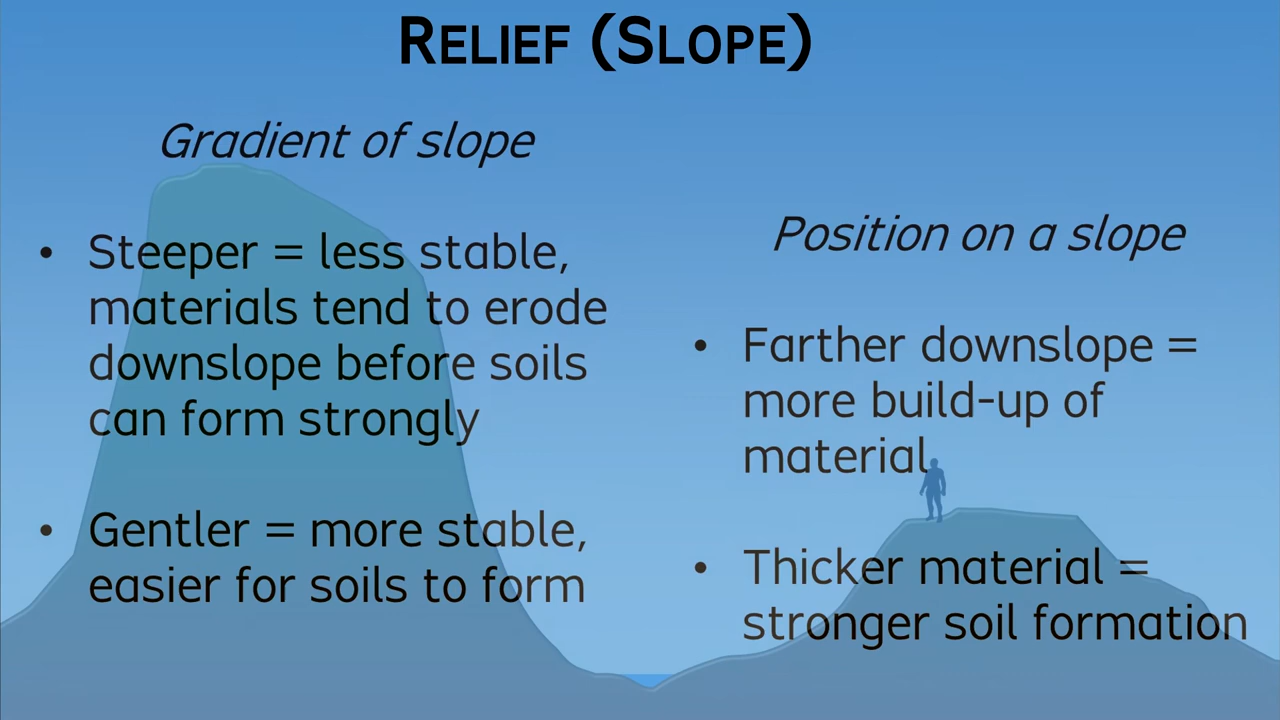 RELIEF (SLOPE)
Gradient of slope
• Steeper = less stable,
materials tend to erode
downslope before soils
can form strongly
• Gentler = more stable,
easier for soils to form
Position on a slope
• Farther downslope =
more build-up of
material
• Thicker material =
stronger soil formation